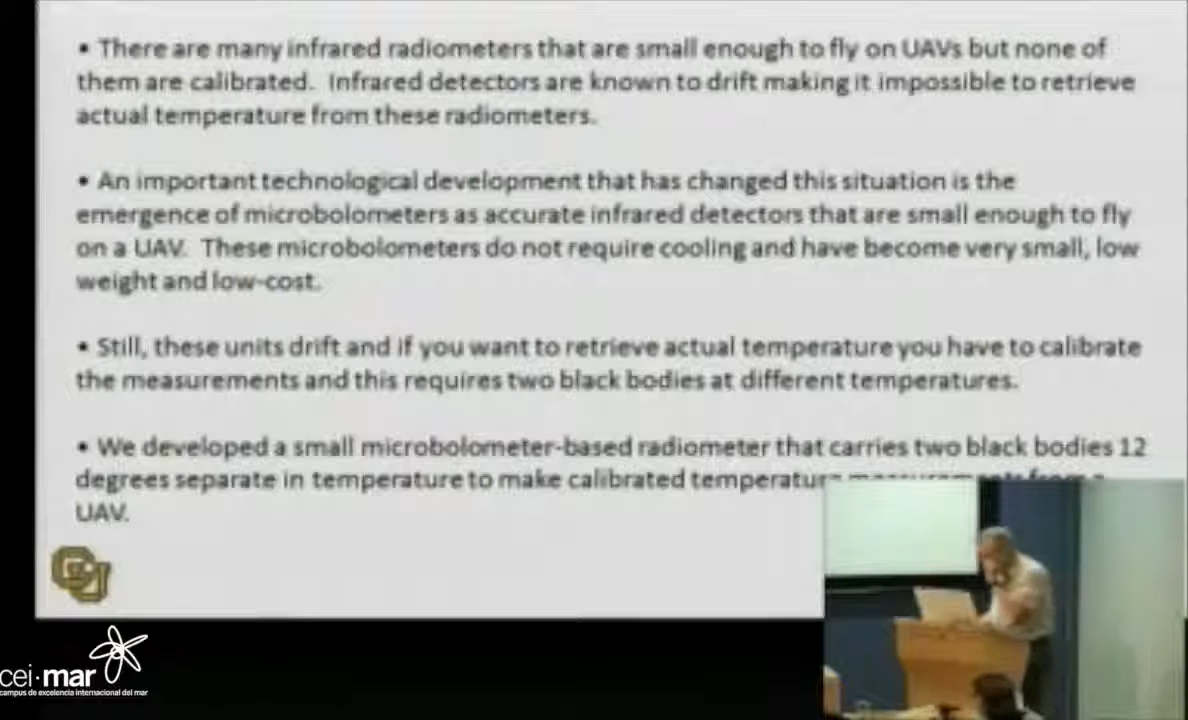 • There are many infrared radiometers that are small enough to fly on UAVs but none of
them are calibrated. Infrared detectors are known to drift making it impossible to retrieve
actual temperature from these radiometers.
• An important technological development that has changed this situation is the
emergence of microbolometers as accurate infrared detectors that are small enough to fly
on a UAV. These microbolometers do not require cooling and have become very small, low
weight and low-cost.
• Still, these units drift and if you want to retrieve actual temperature you have to calibrate
the measurements and this requires two black bodies at different temperatures.
• We developed a small microbolometer-based radiometer that carries two black bodies 12
degrees separate in temperature to make calibrated temperature
UAV.
CU
cei·mar
campus de excelencia internacional del mar